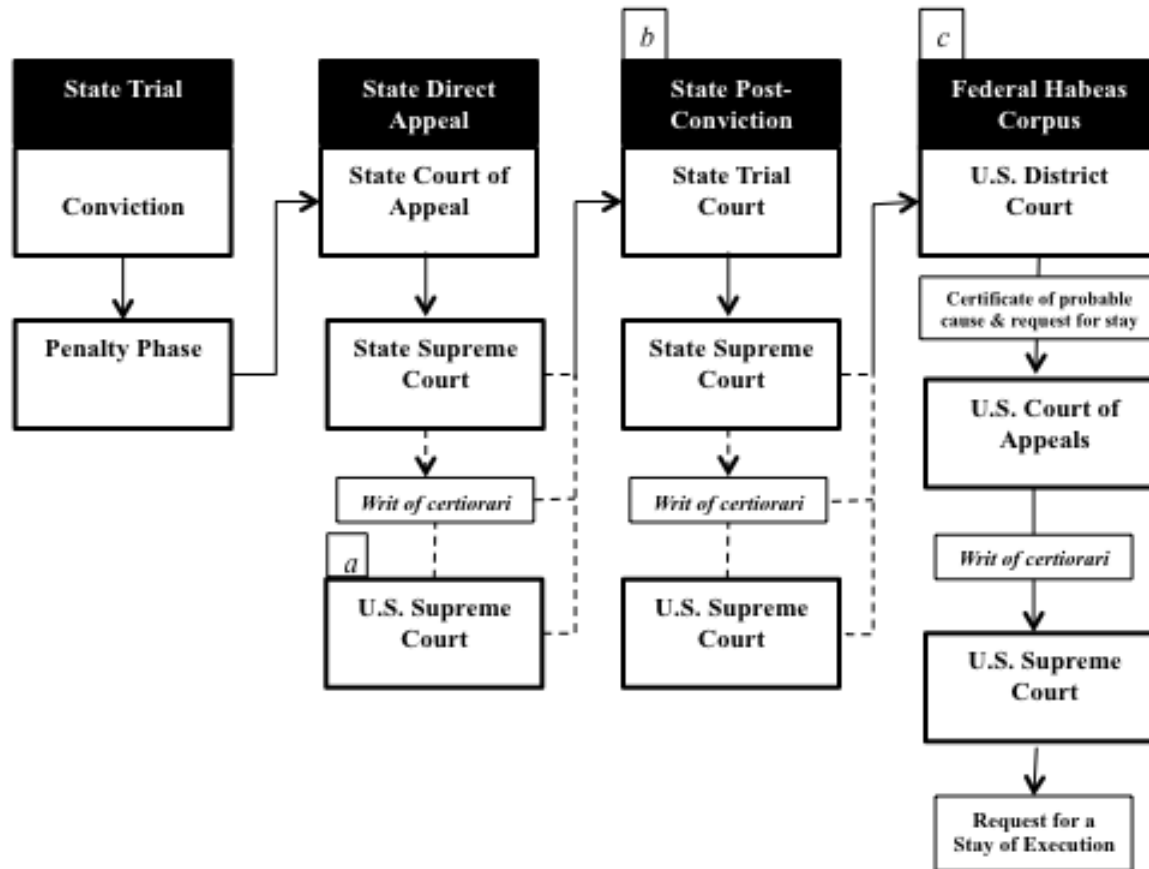 State Trial
Conviction
Penalty Phase
State Direct
Appeal
State Court of
Appeal
State Supreme
Court
Writ of certiorari
a
U.S. Supreme
Court
b
State Post-
Conviction
State Trial
Court
State Supreme
Court
Writ of certiorari
U.S. Supreme
Court
c
Federal Habeas
Corpus
U.S. District
Court
Certificate of probable
cause & request for stay
U.S. Court of
Appeals
Writ of certiorari
U.S. Supreme
Court
Request for a
Stay of Execution